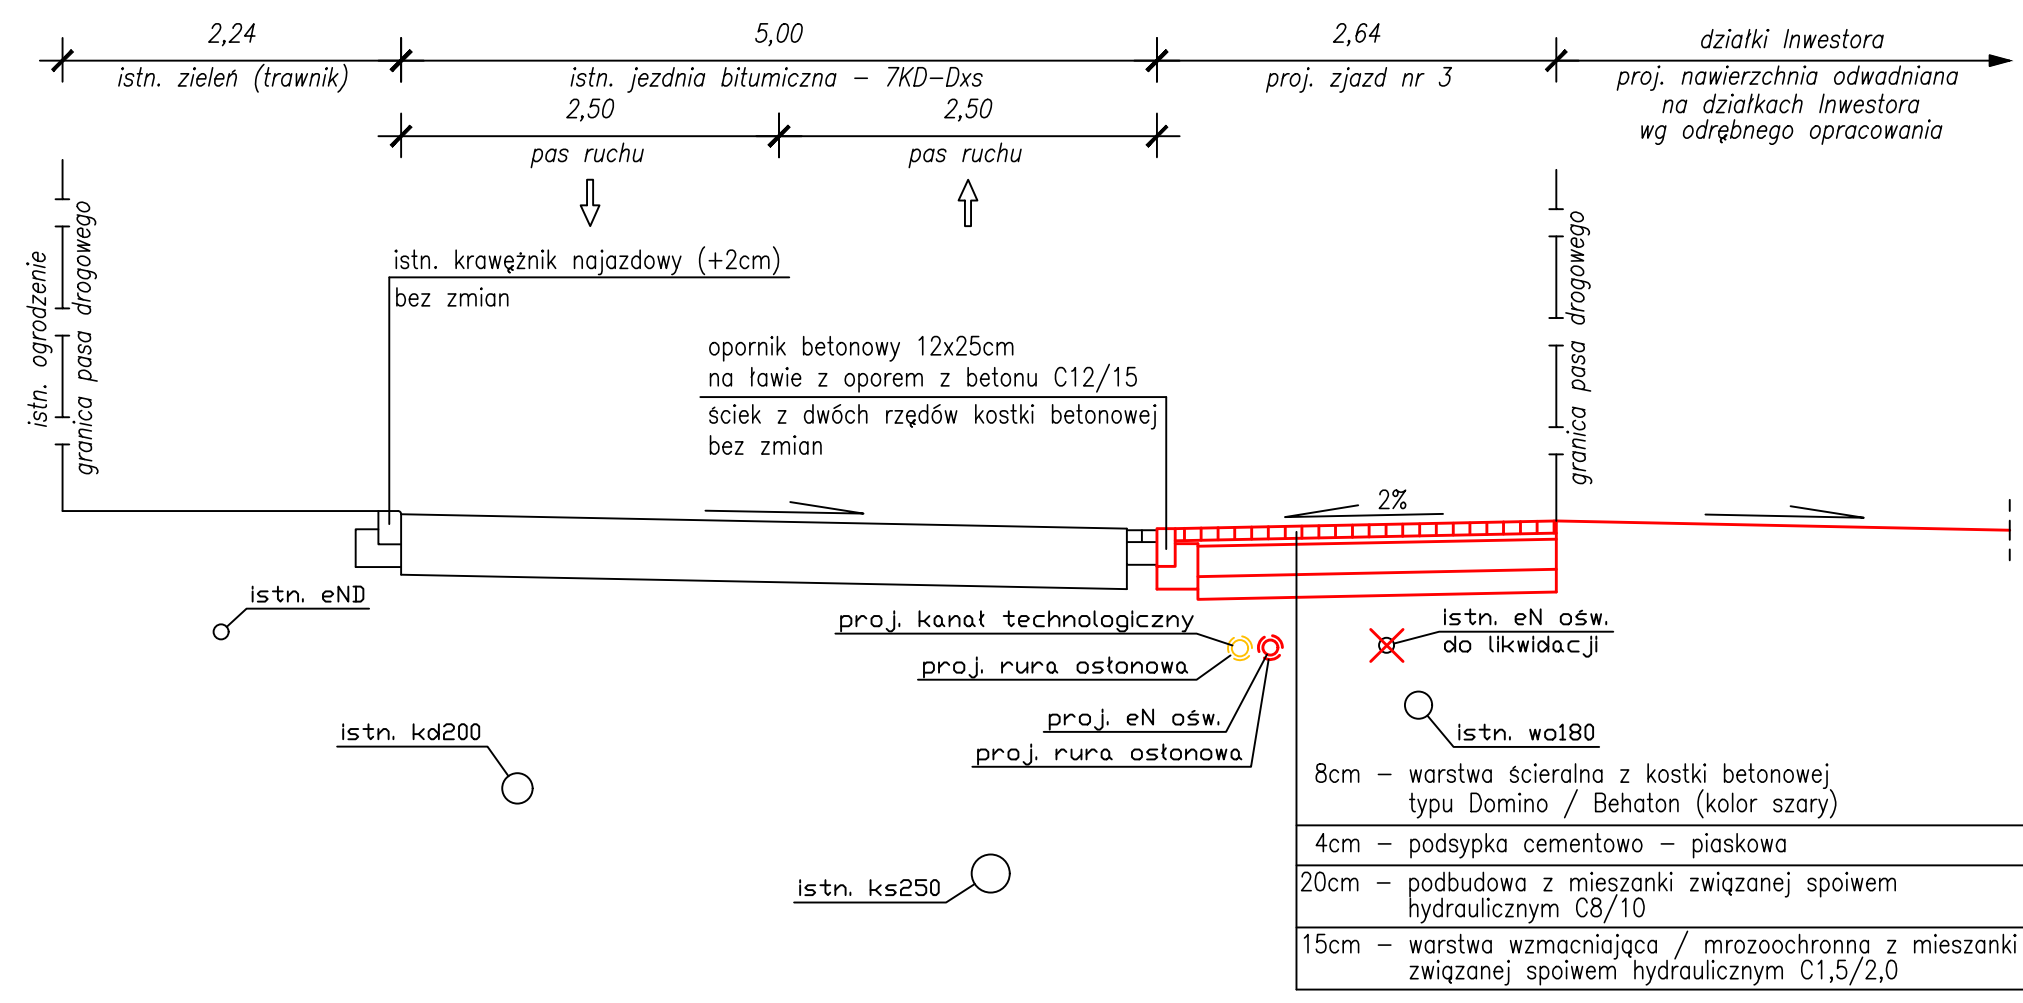 2,24
5,00
2,64
działki Inwestora
istn. zieleń (trawnik)
istn. jezdnia bitumiczna – 7KD–Dxs
proj. zjazd nr 3
proj. nawierzchnia odwadniana
na działkach Inwestora
wg odrębnego opracowania
2,50
2,50
pas ruchu
pas ruchu
istn. ogrodzenie
granica pasa drogowego
granica pasa drogowego
istn. krawężnik najazdowy (+2cm)
bez zmian
opornik betonowy 12x25cm
na ławie z oporem z betonu C12/15
ściek z dwóch rzędów kostki betonowej
bez zmian
2%
istn. eND
proj. kanał technologiczny
proj. rura osłonowa
proj. eN ośw.
proj. rura osłonowa
istn. eN ośw.
do likwidacji
istn. wo180
istn. kd200
istn. ks250
8cm – warstwa ścieralna z kostki betonowej
typu Domino / Behaton (kolor szary)
4cm – podsypka cementowo – piaskowa
20cm – podbudowa z mieszanki związanej spoiwem
hydraulicznym C8/10
15cm – warstwa wzmacniająca / mrozoochronna z mieszanki
związanej spoiwem hydraulicznym C1,5/2,0